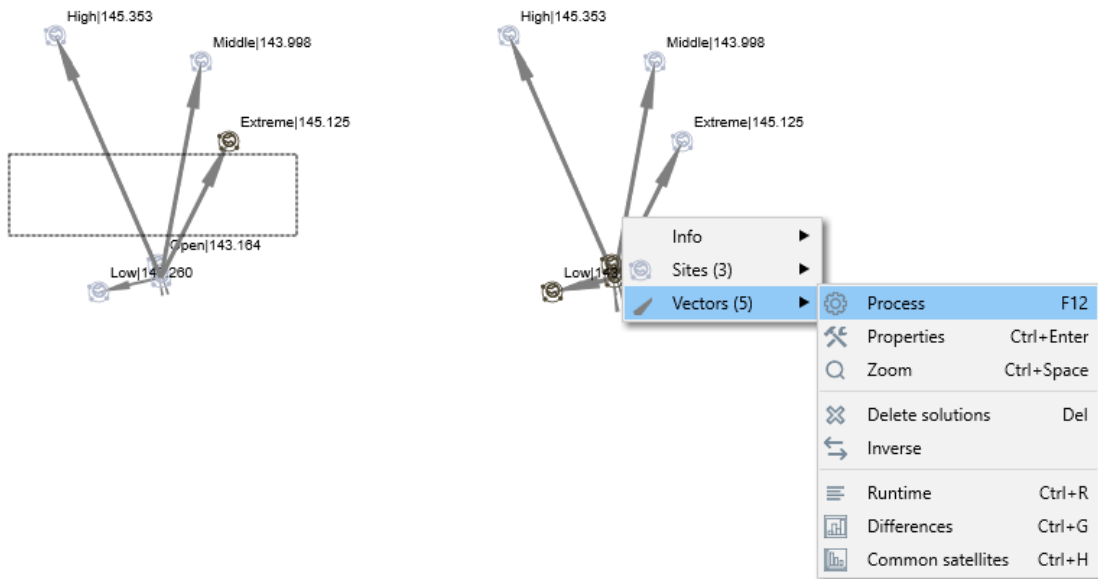 High|145.353
Middle|143.998
Extreme|145.125
Open|143.164
High|145.353
Middle|143.998
Extreme|145.125
Low|143
Info
Sites (3)
Vectors (5)
Process F12
Properties Ctrl+Enter
Zoom Ctrl+Space
Delete solutions Del
Inverse
Runtime Ctrl+R
Differences Ctrl+G
Common satellites Ctrl+H